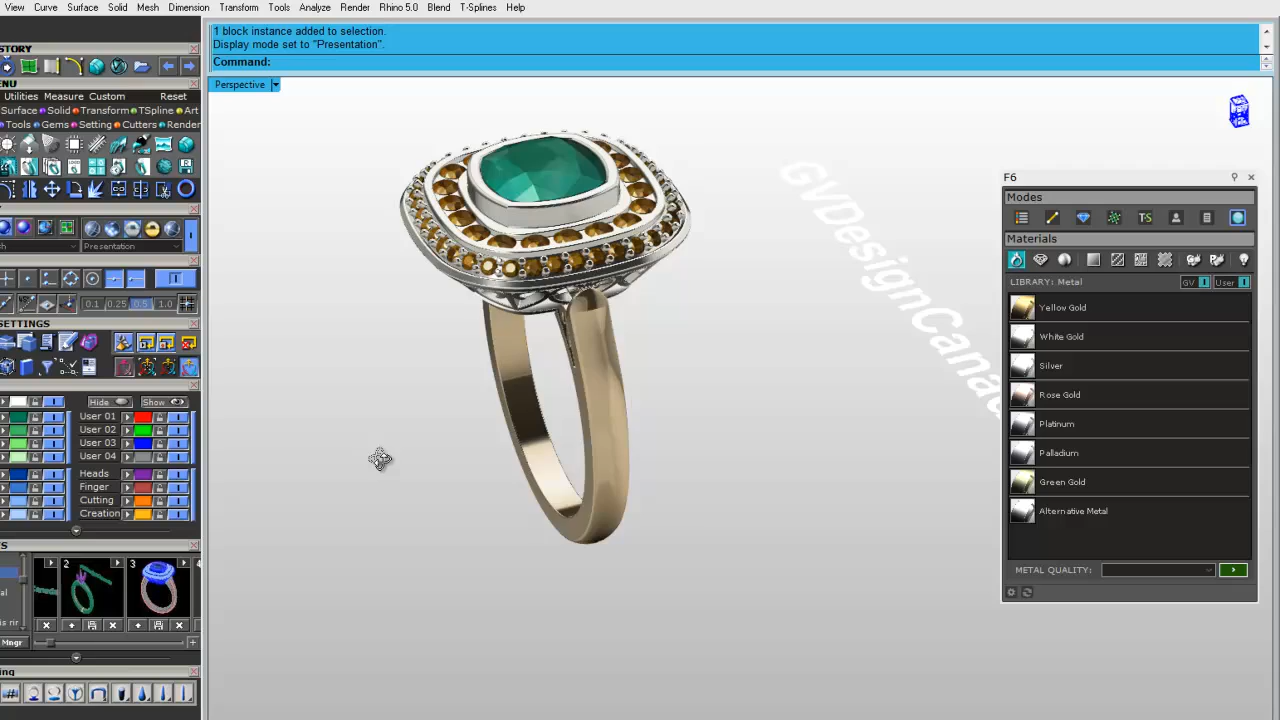 View Curve Surface Solid Mesh Dimension Transform Tools Analyze Render Rhino 5.0 Blend T-Splines Help
1 block instance added to selection.
Display mode set to "Presentation".
Command:
Perspective
STORY
ENU
Utilities Measure Custom Reset
Surface Solid Transform TSpline Art
Tools Gems Setting Cutters Render
Presentation
0.1 0.25 0.5 1.0
SETTINGS
Hide Show
User 01
User 02
User 03
User 04
Heads
Finger
Cutting
Creation
2 3 4
Mngr
GVDesignCanad
F6
Modes
T-S
Materials
LIBRARY: Metal GV User
Yellow Gold
White Gold
Silver
Rose Gold
Platinum
Palladium
Green Gold
Alternative Metal
METAL QUALITY: >